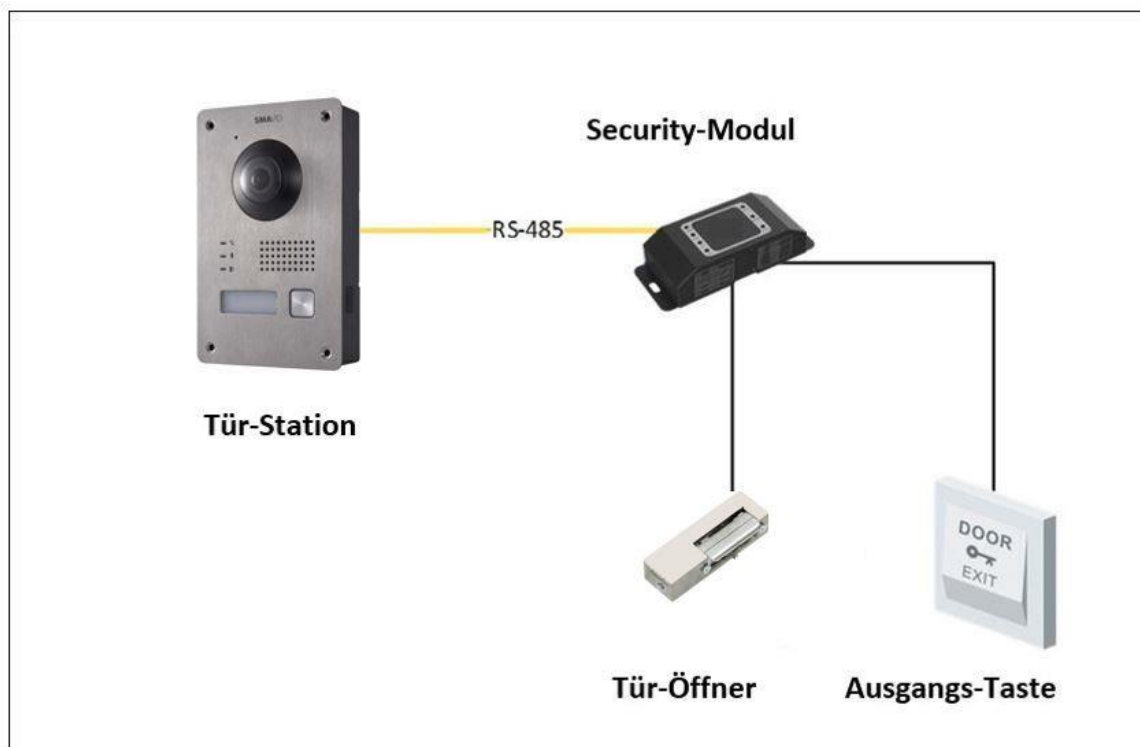 Security-Modul
RS-485
Tür-Station
DOOR
EXIT
Tür-Öffner
Ausgangs-Taste